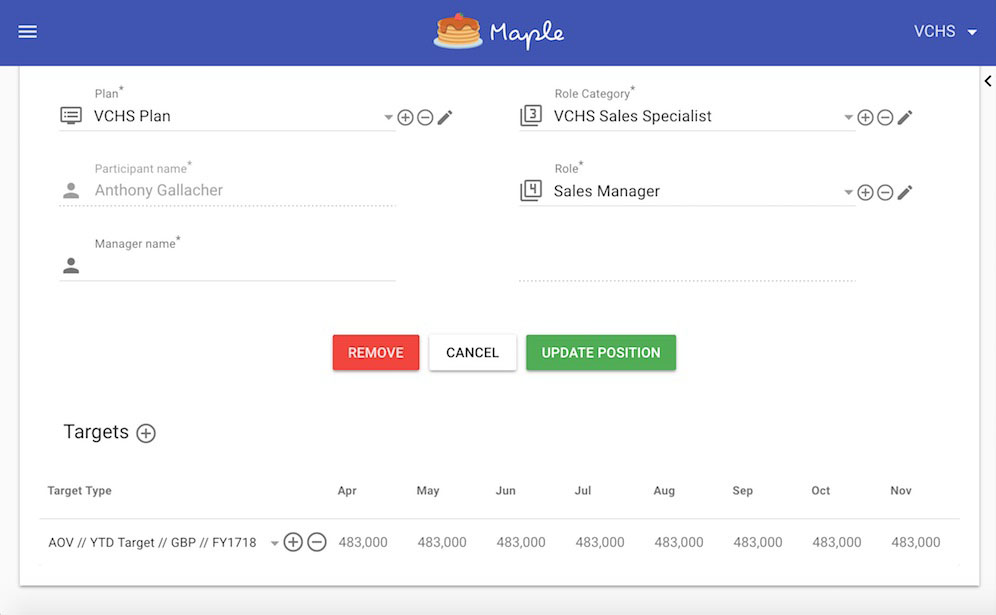 Maple
VCHS
Plan*
VCHS Plan
Role Category*
3
VCHS Sales Specialist
Participant name*
Anthony Gallacher
Role*
4
Sales Manager
Manager name*
REMOVE
CANCEL
UPDATE POSITION
Targets
Target Type Apr May Jun Jul Aug Sep Oct Nov
AOV // YTD Target // GBP // FY1718 483,000 483,000 483,000 483,000 483,000 483,000 483,000 483,000